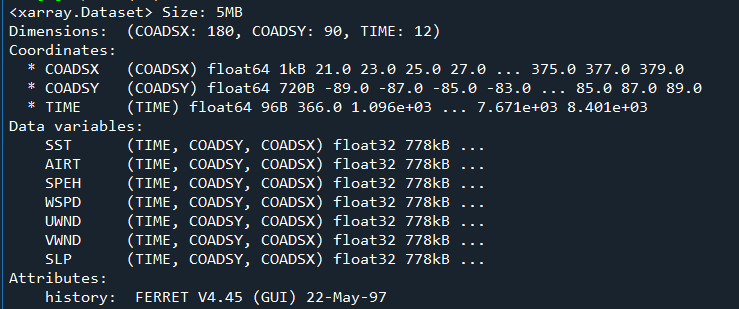 <xarray.Dataset> Size: 5MB
Dimensions:  (COADSX: 180, COADSY: 90, TIME: 12)
Coordinates:
  * COADSX   (COADSX) float64 1kB 21.0 23.0 25.0 27.0 ... 375.0 377.0 379.0
  * COADSY   (COADSY) float64 720B -89.0 -87.0 -85.0 -83.0 ... 85.0 87.0 89.0
  * TIME     (TIME) float64 96B 366.0 1.096e+03 ... 7.671e+03 8.401e+03
Data variables:
    SST      (TIME, COADSY, COADSX) float32 778kB ...
    AIRT     (TIME, COADSY, COADSX) float32 778kB ...
    SPEH     (TIME, COADSY, COADSX) float32 778kB ...
    WSPD     (TIME, COADSY, COADSX) float32 778kB ...
    UWND     (TIME, COADSY, COADSX) float32 778kB ...
    VWND     (TIME, COADSY, COADSX) float32 778kB ...
    SLP      (TIME, COADSY, COADSX) float32 778kB ...
Attributes:
    history:  FERRET V4.45 (GUI) 22-May-97